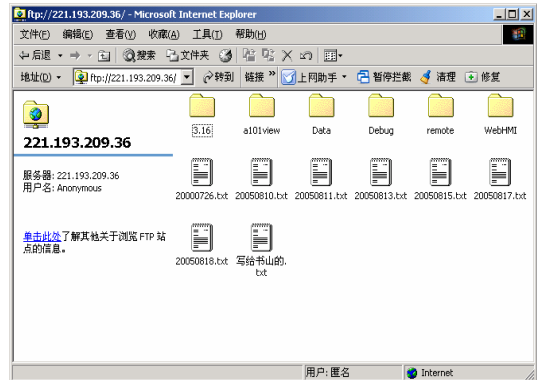 ftp://221.193.209.36/ - Microsoft Internet Explorer
文件(F) 编辑(E) 查看(V) 收藏(A) 工具(T) 帮助(H)
后退 搜索 文件夹
地址(D) ftp://221.193.209.36/ 转到 链接 » 上网助手 暂停拦截 清理 修复
221.193.209.36
服务器: 221.193.209.36
用户名: Anonymous
单击此处了解其他关于浏览 FTP 站
点的信息。
3.16 a101view Data Debug remote WebHMI
20000726.txt 20050810.txt 20050811.txt 20050813.txt 20050815.txt 20050817.txt
20050818.txt 写给书山的.
txt
用户: 匿名 Internet